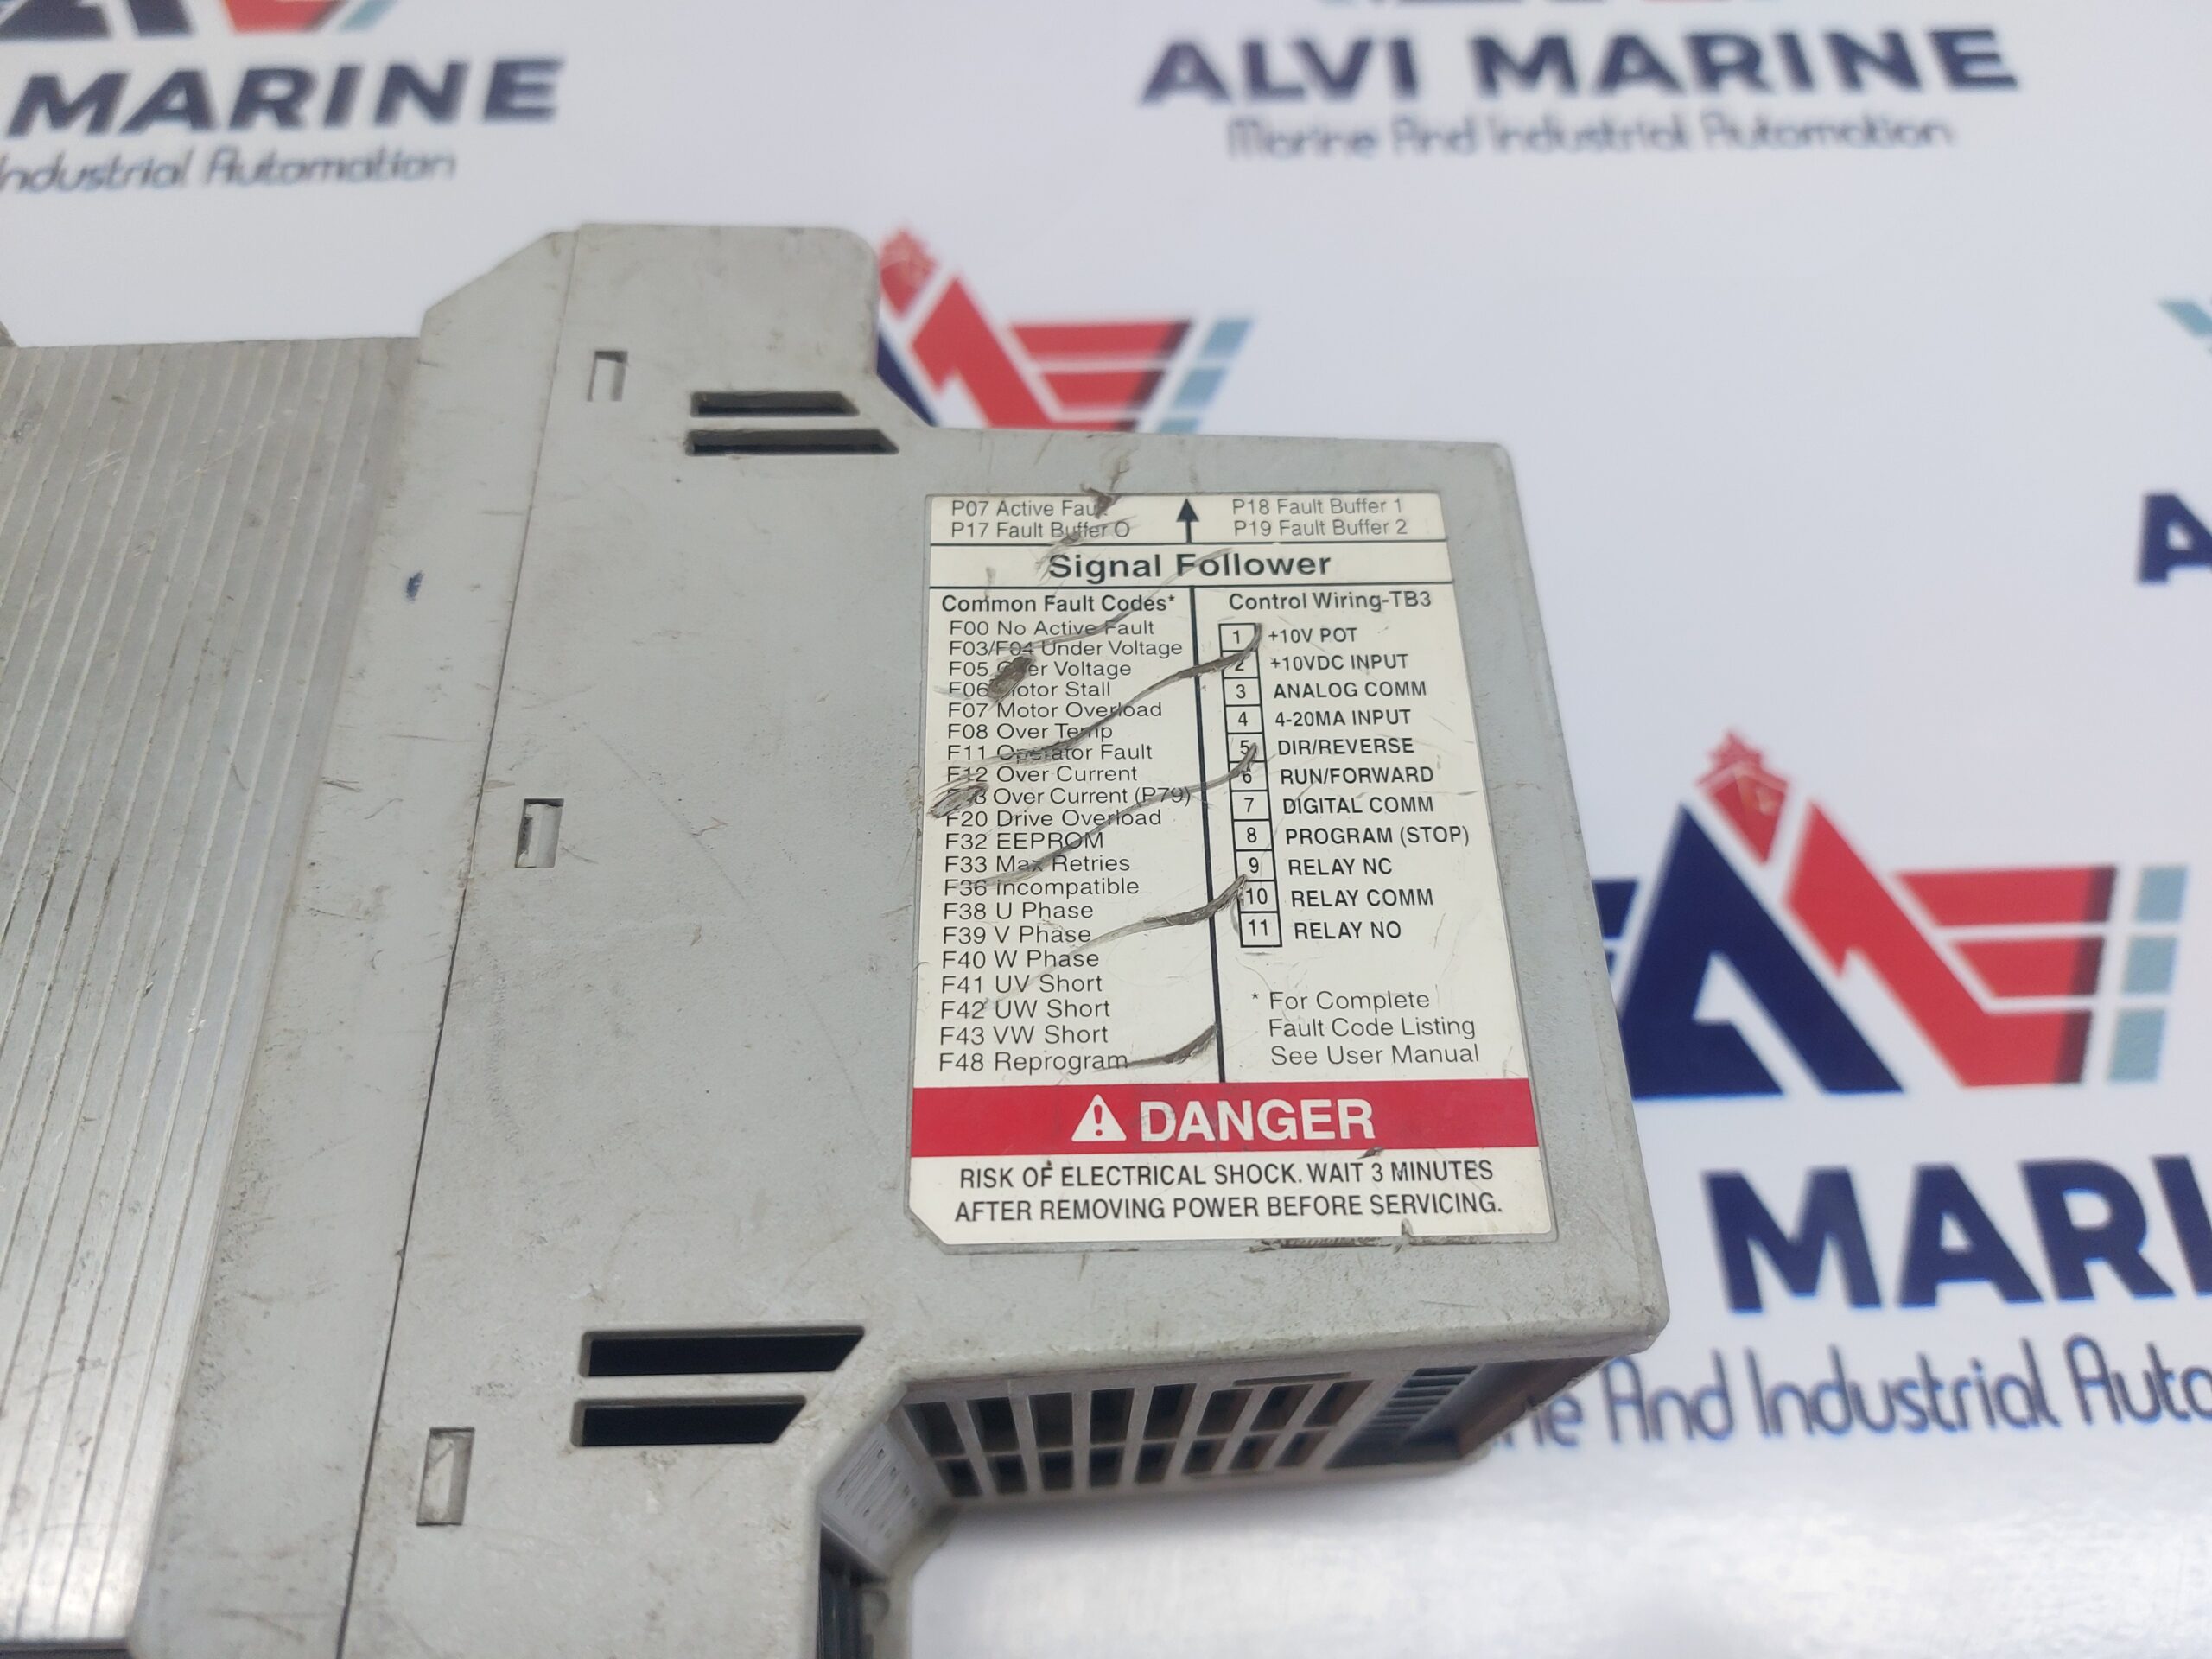 MARINE
Industrial Automation
ALVI MARINE
Marine And Industrial Automation
P07 Active Fault
P17 Fault Buffer O
P18 Fault Buffer 1
P19 Fault Buffer 2
Signal Follower
Common Fault Codes*
F00 No Active Fault
F03/F04 Under Voltage
F05 Over Voltage
F06 Motor Stall
F07 Motor Overload
F08 Over Temp
F11 Operator Fault
F12 Over Current
Over Current (P79)
F20 Drive Overload
F32 EEPROM
F33 Max Retries
F36 Incompatible
F38 U Phase
F39 V Phase
F40 W Phase
F41 UV Short
F42 UW Short
F43 VW Short
F48 Reprogram
Control Wiring-TB3
1 +10V POT
2 +10VDC INPUT
3 ANALOG COMM
4 4-20MA INPUT
5 DIR/REVERSE
6 RUN/FORWARD
7 DIGITAL COMM
8 PROGRAM (STOP)
9 RELAY NC
10 RELAY COMM
11 RELAY NO
* For Complete
Fault Code Listing
See User Manual
DANGER
RISK OF ELECTRICAL SHOCK. WAIT 3 MINUTES
AFTER REMOVING POWER BEFORE SERVICING.
A
MARI
ne And Industrial Auto